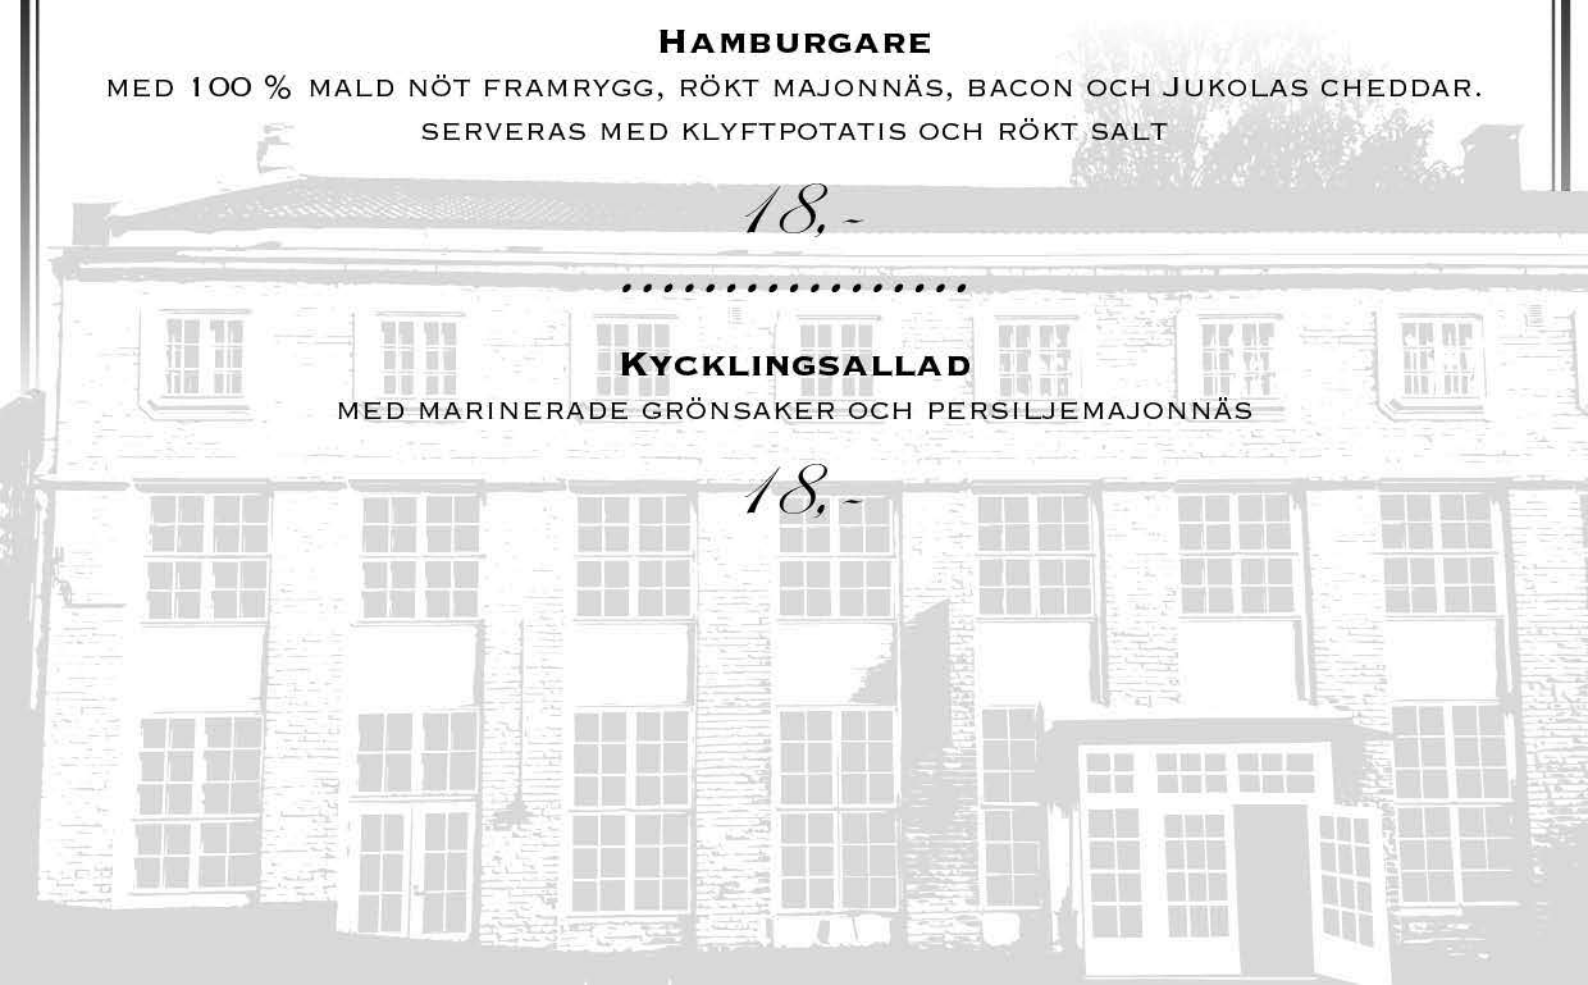 Hamburgare
med 100 % mald nöt framrygg, rökt majonnäs, bacon och Jukolas cheddar.
serveras med klyftpotatis och rökt salt
18,-
.................
Kycklingsallad
med marinerade grönsaker och persiljemajonnäs
18,-